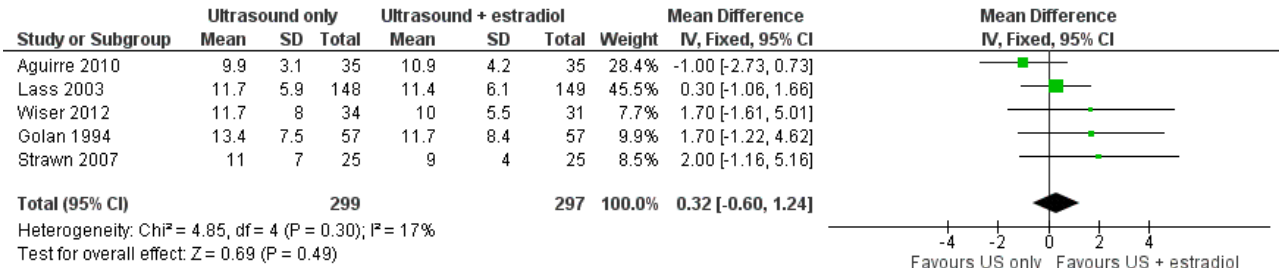 Ultrasound only Ultrasound + estradiol Mean Difference Mean Difference
Study or Subgroup Mean SD Total Mean SD Total Weight IV, Fixed, 95% CI IV, Fixed, 95% CI
Aguirre 2010 9.9 3.1 35 10.9 4.2 35 28.4% -1.00 [-2.73, 0.73]
Lass 2003 11.7 5.9 148 11.4 6.1 149 45.5% 0.30 [-1.06, 1.66]
Wiser 2012 11.7 8 34 10 5.5 31 7.7% 1.70 [-1.61, 5.01]
Golan 1994 13.4 7.5 57 11.7 8.4 57 9.9% 1.70 [-1.22, 4.62]
Strawn 2007 11 7 25 9 4 25 8.5% 2.00 [-1.16, 5.16]
Total (95% CI) 299 297 100.0% 0.32 [-0.60, 1.24]
Heterogeneity: Chi² = 4.85, df = 4 (P = 0.30); I² = 17%
Test for overall effect: Z = 0.69 (P = 0.49)
-4 -2 0 2 4
Favours US only Favours US + estradiol